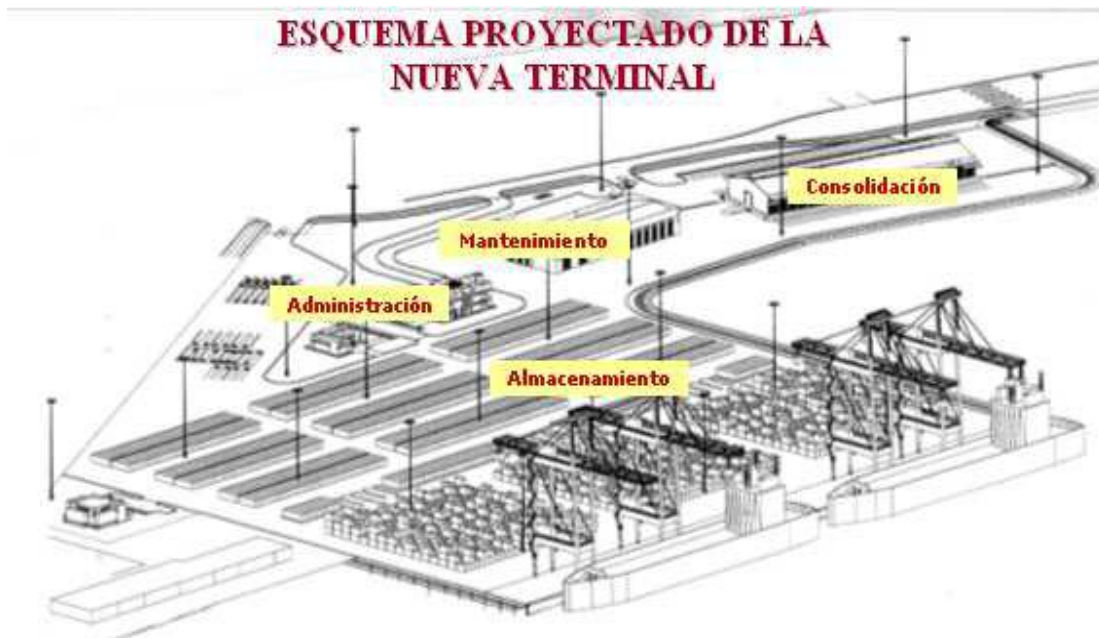 ESQUEMA PROYECTADO DE LA
NUEVA TERMINAL
Consolidación
Mantenimiento
Administración
Almacenamiento